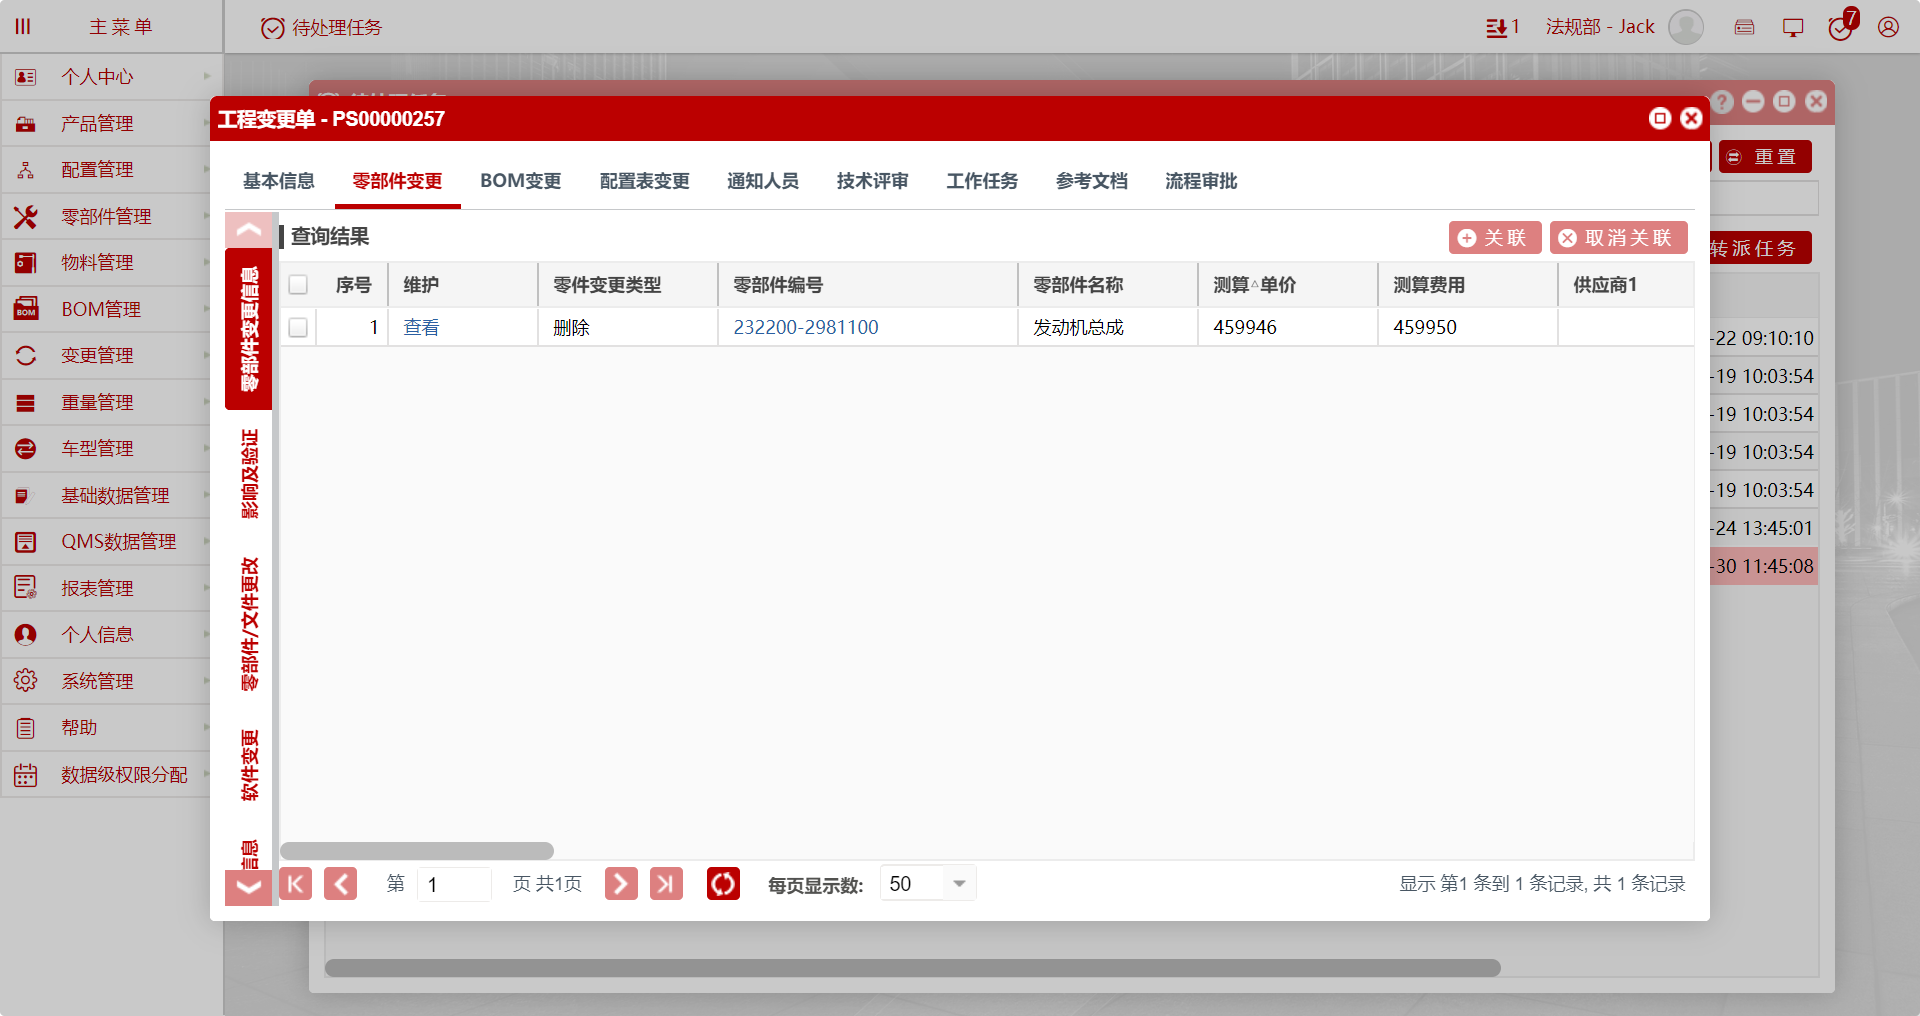 主菜单
待处理任务
1
法规部 - Jack
7
个人中心
产品管理
配置管理
零部件管理
物料管理
BOM
BOM管理
变更管理
重量管理
车型管理
基础数据管理
QMS数据管理
报表管理
个人信息
系统管理
帮助
数据级权限分配
工程变更单 - PS00000257
重置
转派任务
基本信息
零部件变更
BOM变更
配置表变更
通知人员
技术评审
工作任务
参考文档
流程审批
零部件变更信息
影响及验证
零部件/文件更改
软件变更
信息
查询结果
关联
取消关联
序号 维护 零件变更类型 零部件编号 零部件名称 测算△单价 测算费用 供应商1
1 查看 删除 232200-2981100 发动机总成 459946 459950
-22 09:10:10
-19 10:03:54
-19 10:03:54
-19 10:03:54
-19 10:03:54
-24 13:45:01
-30 11:45:08
第 1 页 共1页
每页显示数: 50
显示 第1 条到 1 条记录, 共 1 条记录